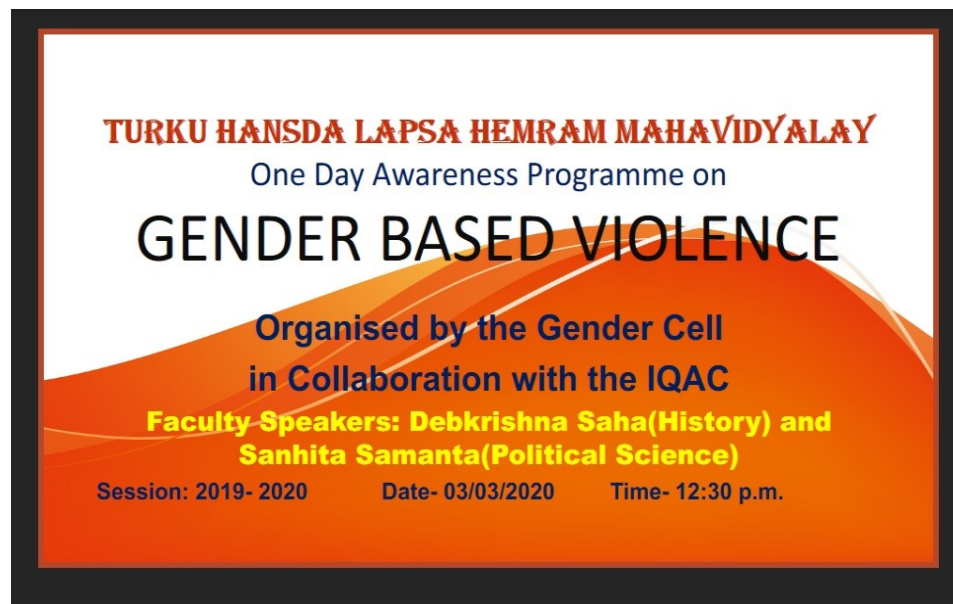 TURKU HANSDA LAPSA HEMRAM MAHAVIDYALAY
One Day Awareness Programme on
GENDER BASED VIOLENCE
Organised by the Gender Cell
in Collaboration with the IQAC
Faculty Speakers: Debkrishna Saha(History) and
Sanhita Samanta(Political Science)
Session: 2019- 2020 Date- 03/03/2020 Time- 12:30 p.m.